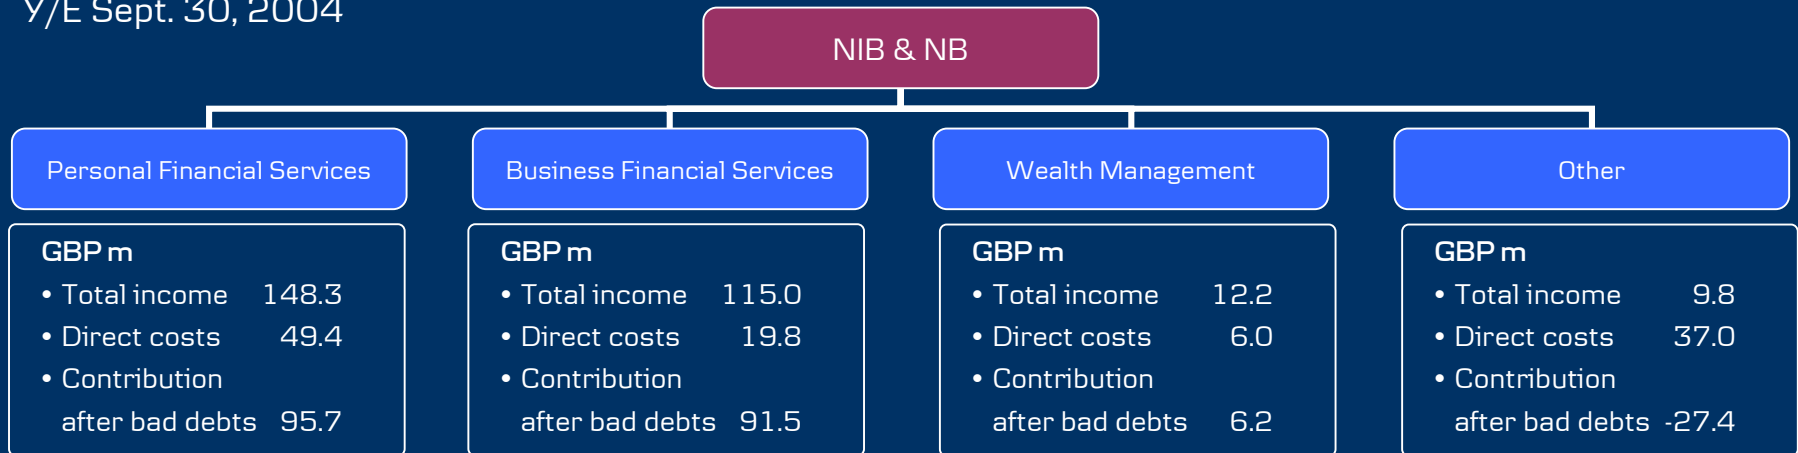 Y/E Sept. 30, 2004
NIB & NB
Personal Financial Services
Business Financial Services
Wealth Management
Other
GBP m
• Total income 148.3
• Direct costs 49.4
• Contribution
after bad debts 95.7
GBP m
• Total income 115.0
• Direct costs 19.8
• Contribution
after bad debts 91.5
GBP m
• Total income 12.2
• Direct costs 6.0
• Contribution
after bad debts 6.2
GBP m
• Total income 9.8
• Direct costs 37.0
• Contribution
after bad debts -27.4